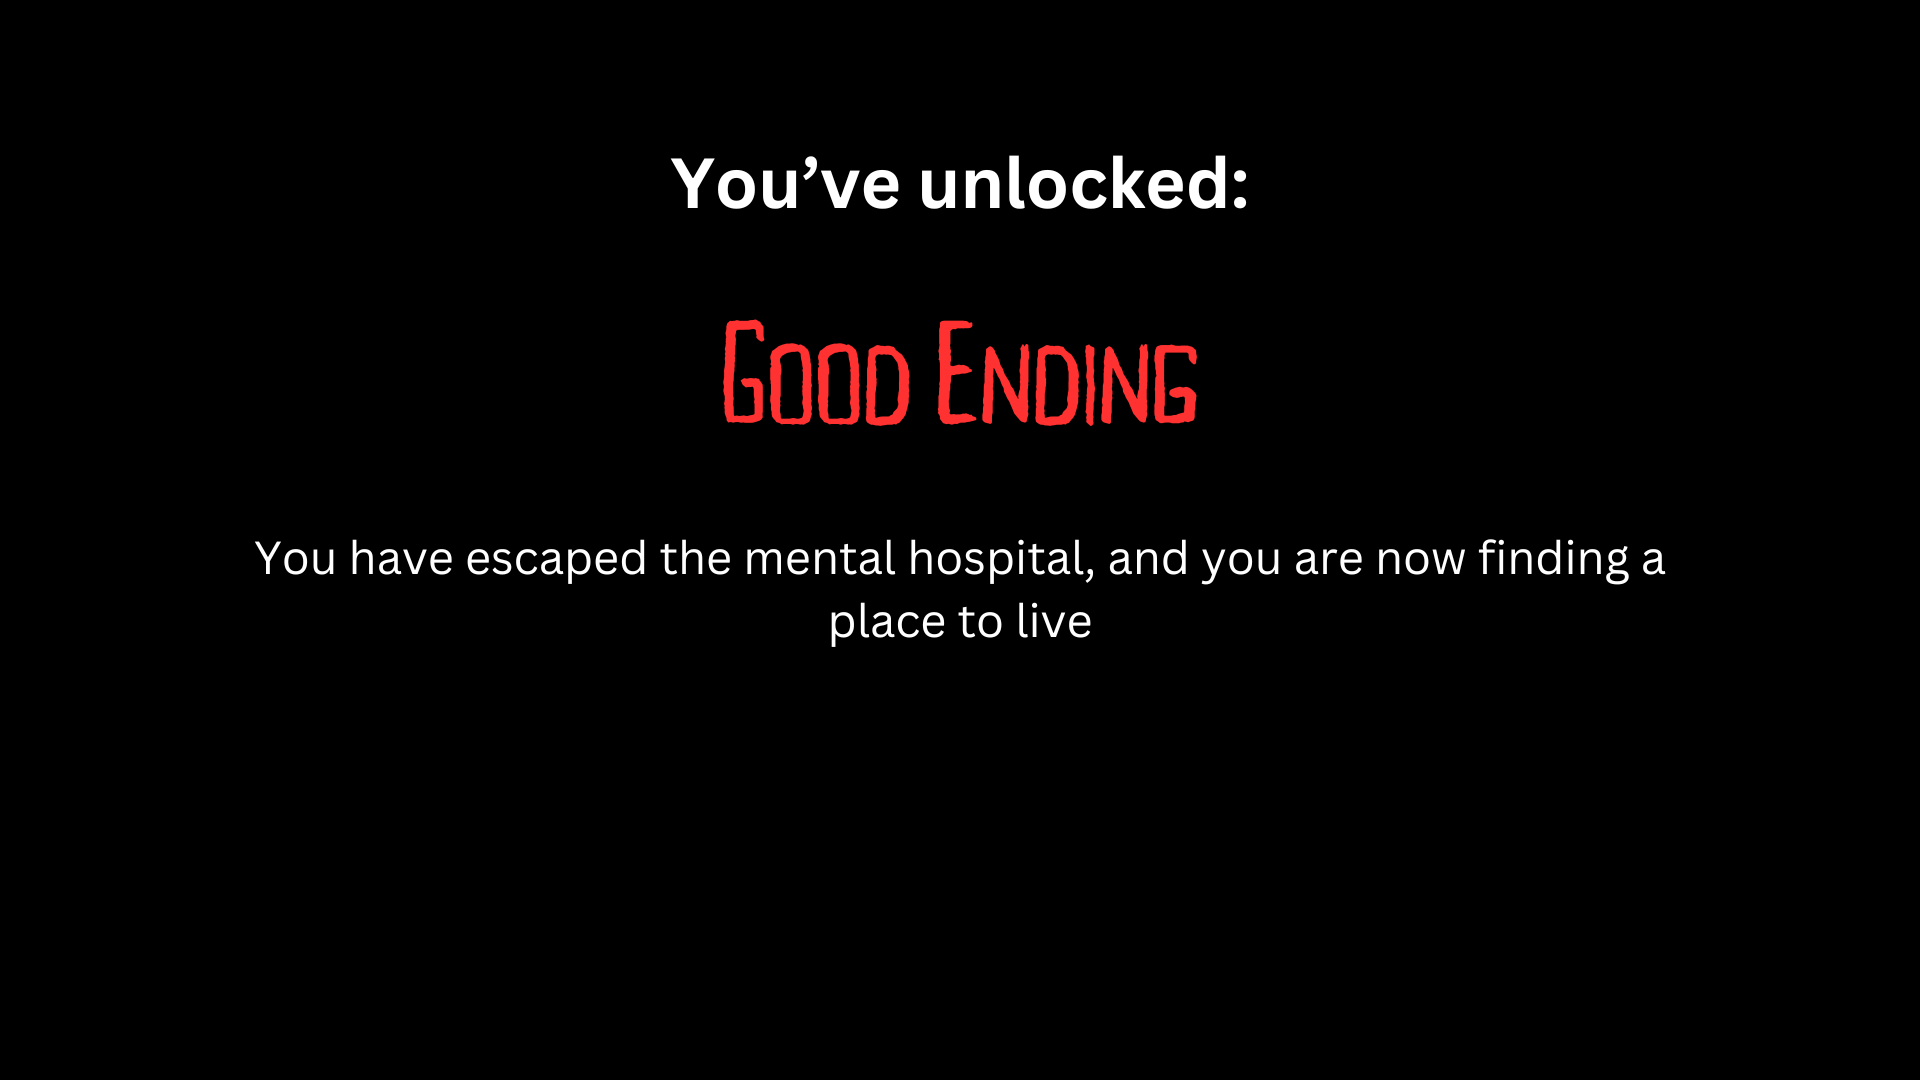 You’ve unlocked:
Good Ending
You have escaped the mental hospital, and you are now finding a
place to live